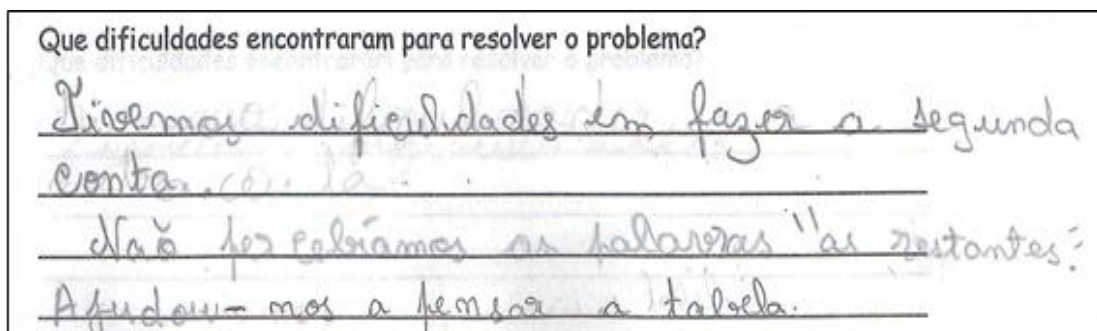 Que dificuldades encontraram para resolver o problema?
Tivemos dificuldades em fazer a segunda
conta.
Não percebíamos as palavras "as restantes".
Ajudou-nos a pensar a tabela.